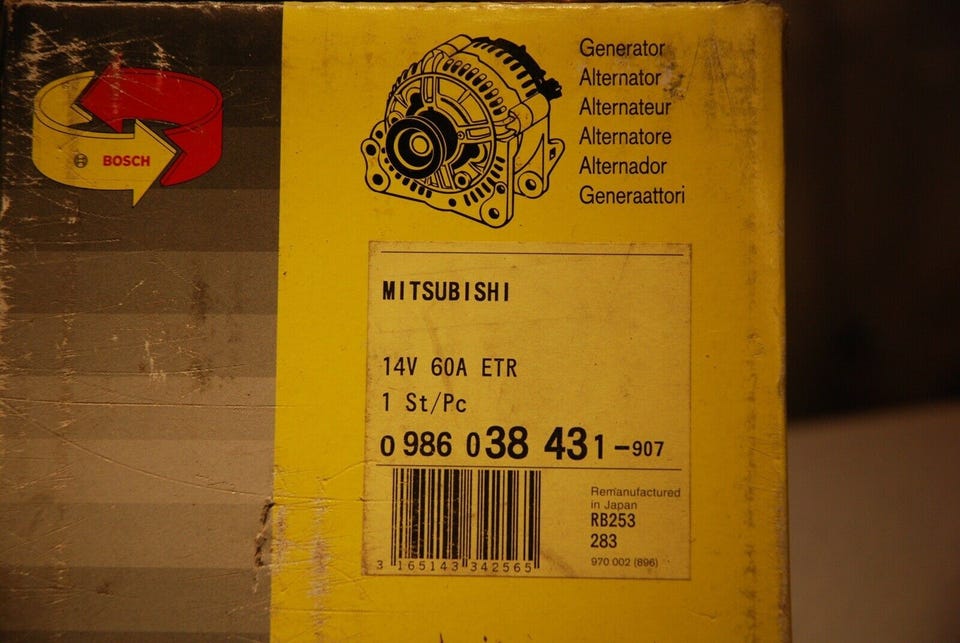 BOSCH
Generator
Alternator
Alternateur
Alternatore
Alternador
Generaattori
MITSUBISHI
14V 60A ETR
1 St/Pc
0 986 038 431-907
3 165143 342565
Remanufactured
in Japan
RB253
283
970 002 (896)